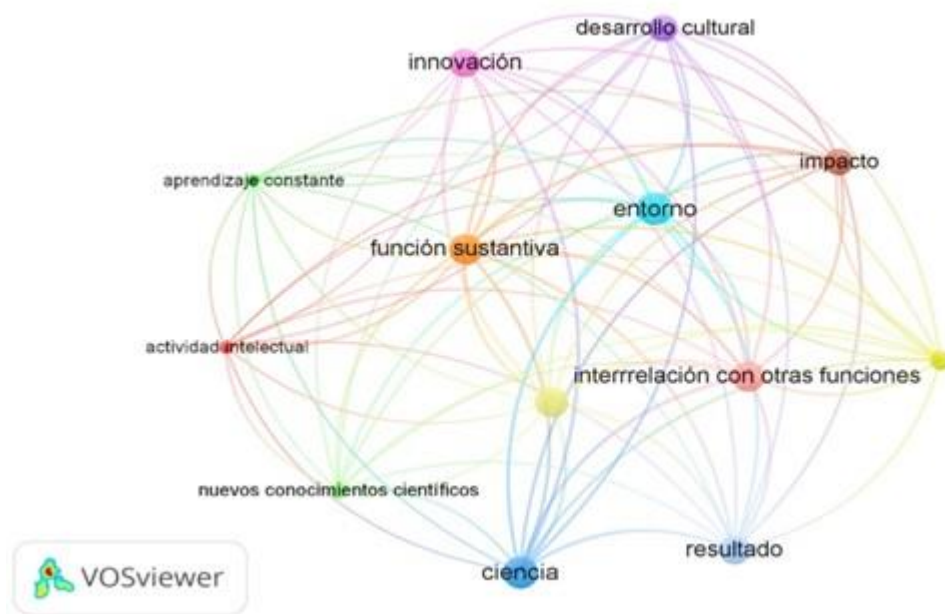 desarrollo cultural
innovación
impacto
aprendizaje constante
entorno
función sustantiva
actividad intelectual
interrrelación con otras funciones
nuevos conocimientos científicos
resultado
ciencia
VOSviewer